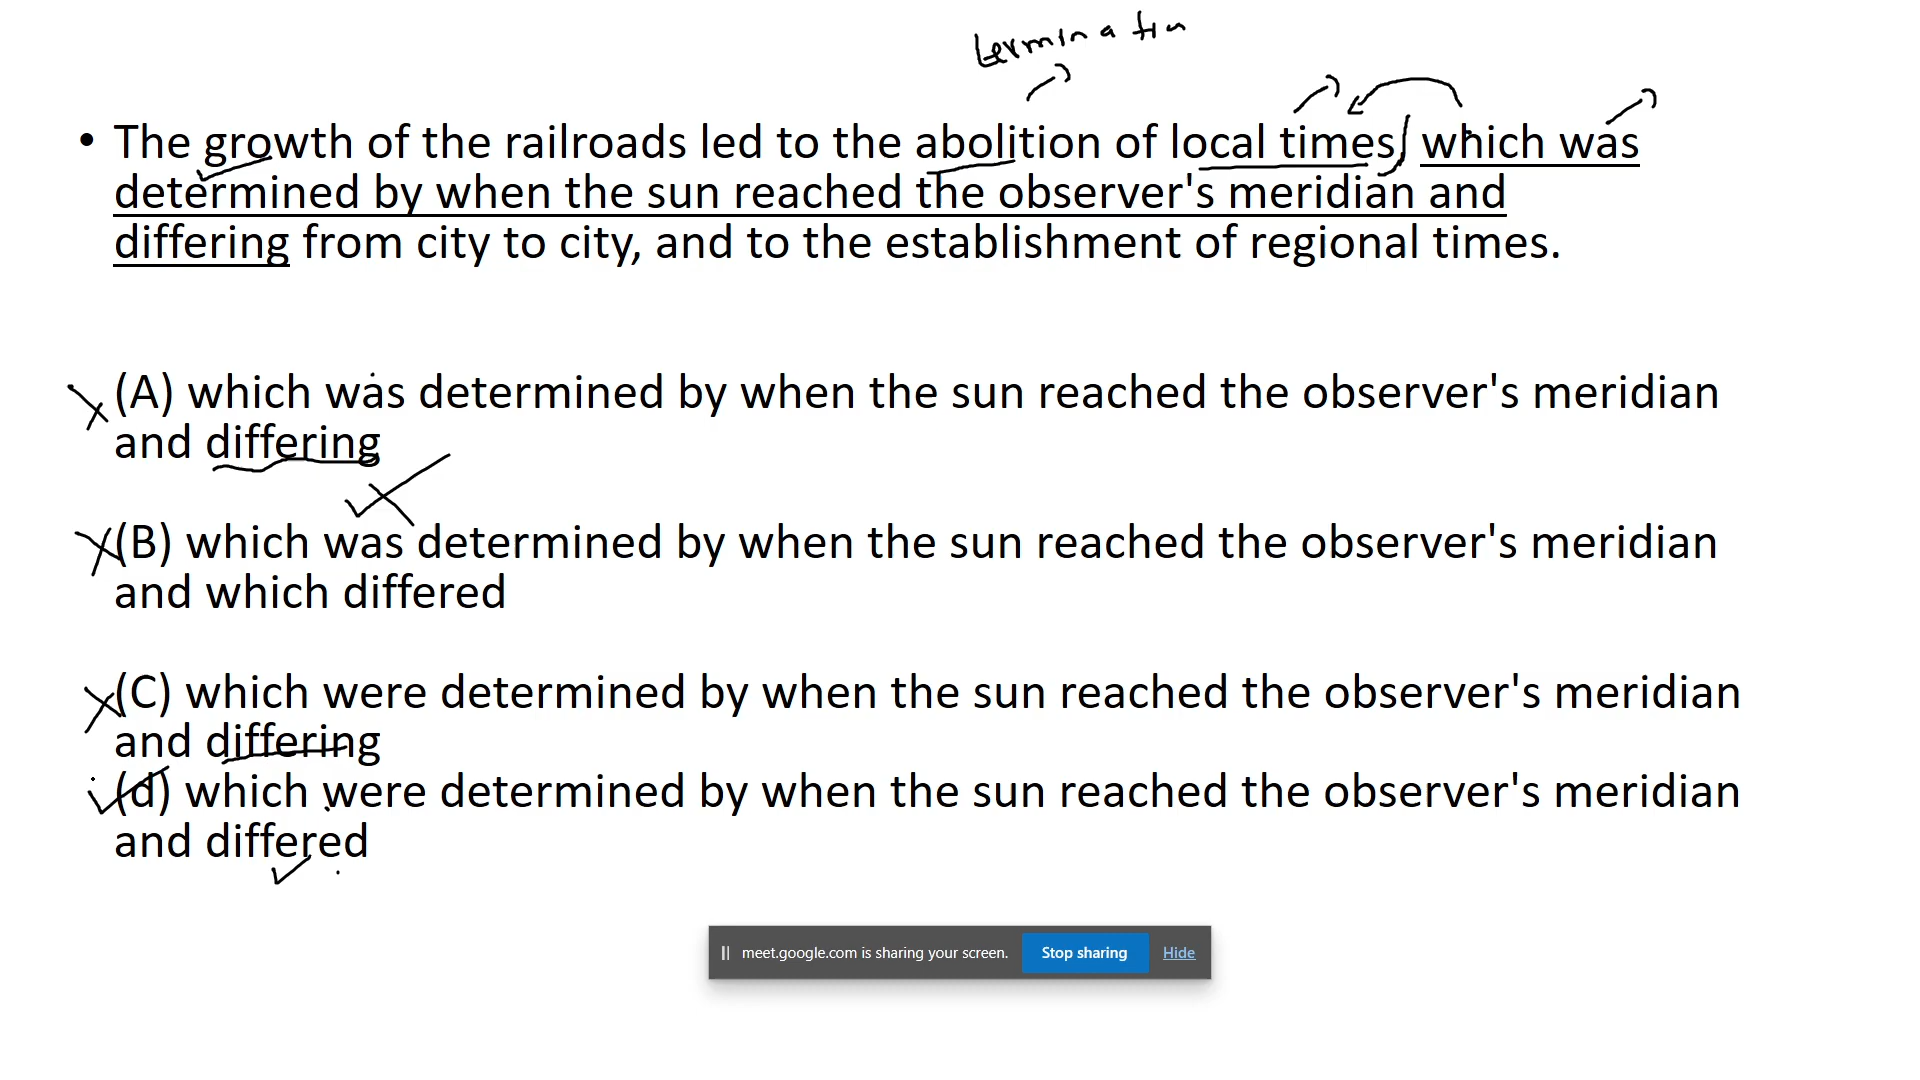 termination
• The growth of the railroads led to the abolition of local times, which was
determined by when the sun reached the observer's meridian and
differing from city to city, and to the establishment of regional times.
(A) which was determined by when the sun reached the observer's meridian
and differing
(B) which was determined by when the sun reached the observer's meridian
and which differed
(C) which were determined by when the sun reached the observer's meridian
and differing
(d) which were determined by when the sun reached the observer's meridian
and differed
meet.google.com is sharing your screen. Stop sharing Hide